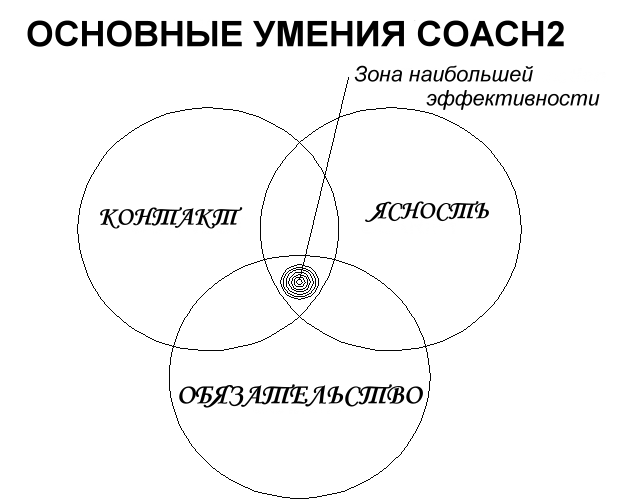 ОСНОВНЫЕ УМЕНИЯ COACH2
Зона наибольшей
эффективности
КОНТАКТ
ЯСНОСТЬ
ОБЯЗАТЕЛЬСТВО